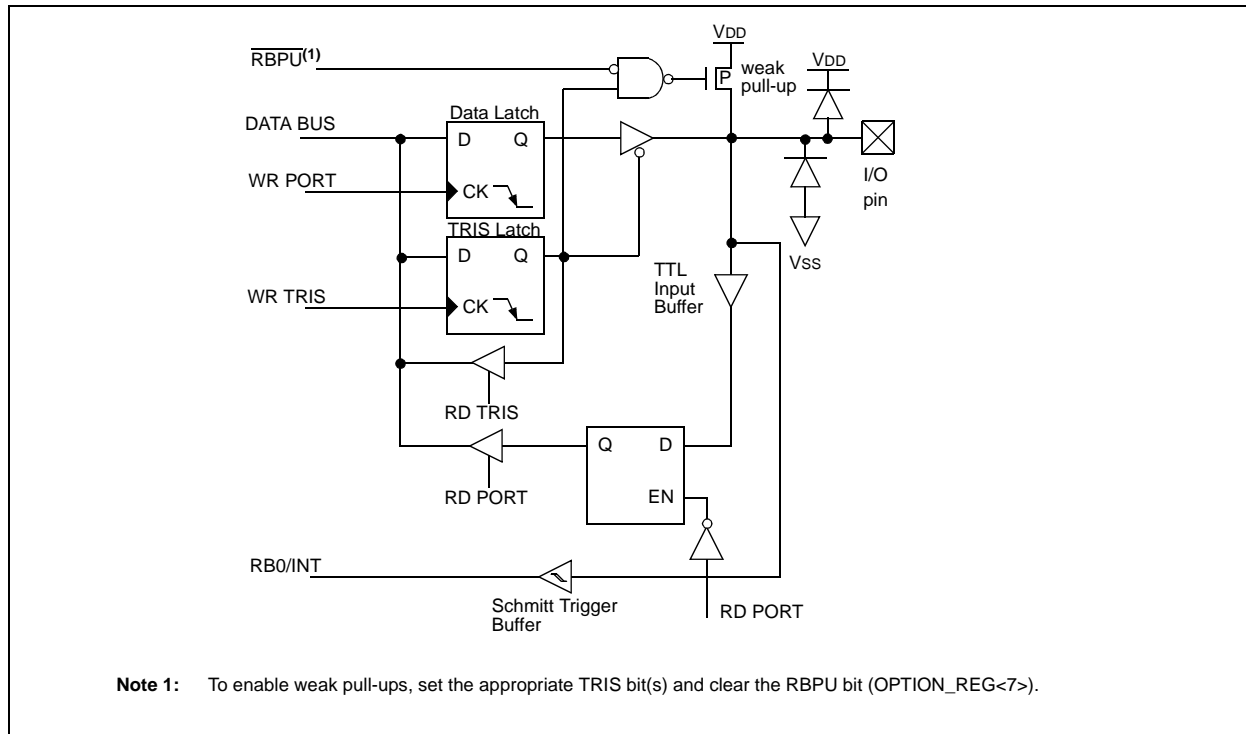 VDD
RBPU(1)
weak
pull-up
P
VDD
Data Latch
DATA BUS
D Q
WR PORT
CK
I/O
pin
TRIS Latch
D Q
VSS
TTL
Input
Buffer
WR TRIS
CK
RD TRIS
Q D
RD PORT
EN
RB0/INT
Schmitt Trigger
Buffer
RD PORT
Note 1: To enable weak pull-ups, set the appropriate TRIS bit(s) and clear the RBPU bit (OPTION_REG<7>).